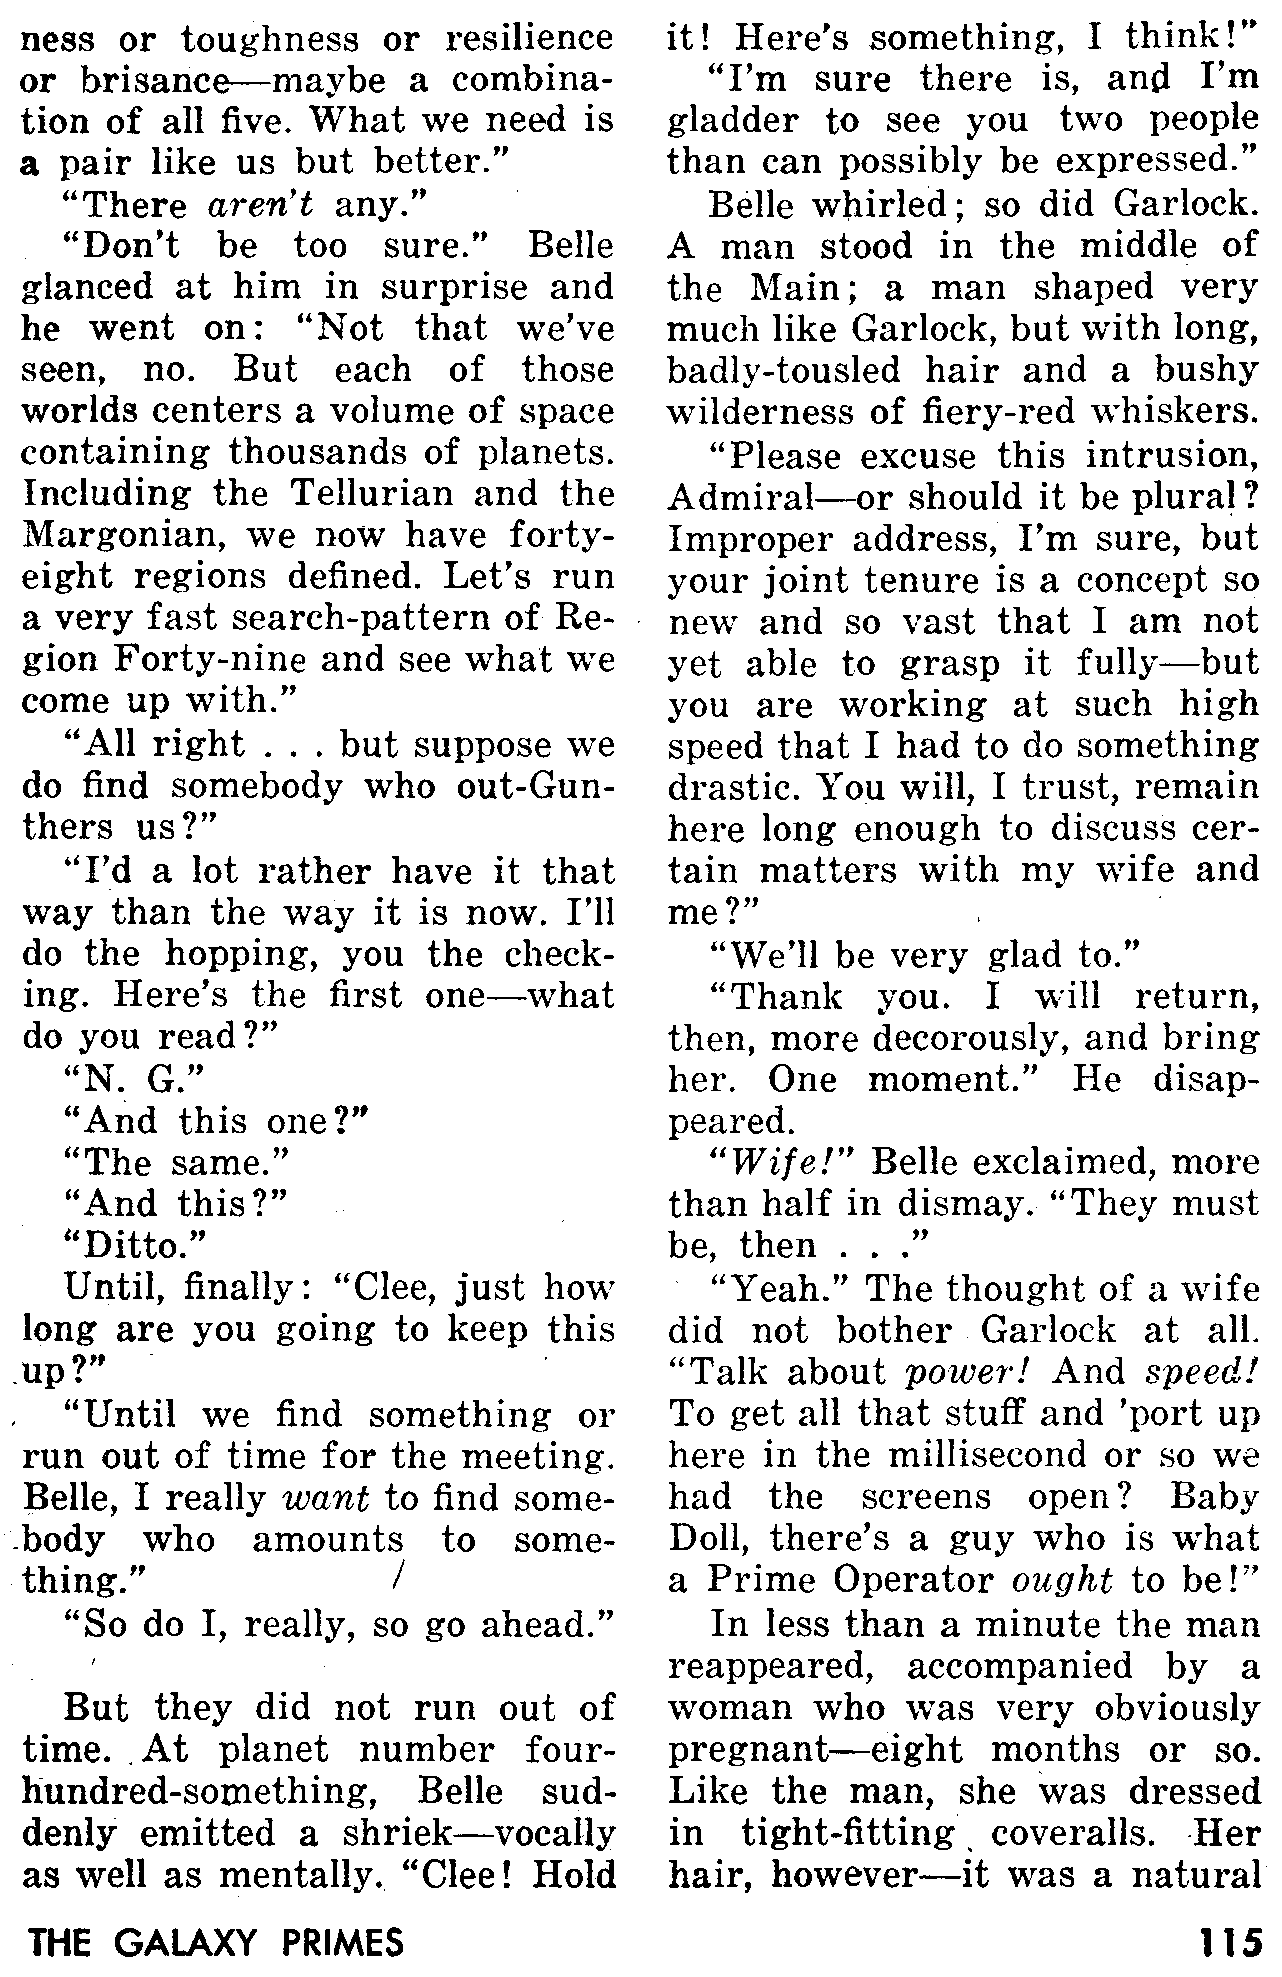 ness or toughness or resilience
or brisance—maybe a combina-
tion of all five. What we need is
a pair like us but better."
"There aren't any."
"Don't be too sure." Belle
glanced at him in surprise and
he went on: "Not that we've
seen, no. But each of those
worlds centers a volume of space
containing thousands of planets.
Including the Tellurian and the
Margonian, we now have forty-
eight regions defined. Let's run
a very fast search-pattern of Re-
gion Forty-nine and see what we
come up with."
"All right . . . but suppose we
do find somebody who out-Gun-
thers us?"
"I'd a lot rather have it that
way than the way it is now. I'll
do the hopping, you the check-
ing. Here's the first one—what
do you read?"
"N. G."
"And this one?"
"The same."
"And this?"
"Ditto."
Until, finally: "Clee, just how
long are you going to keep this
up?"
"Until we find something or
run out of time for the meeting.
Belle, I really want to find some-
body who amounts to some-
thing."
"So do I, really, so go ahead."
But they did not run out of
time. At planet number four-
hundred-something, Belle sud-
denly emitted a shriek—vocally
as well as mentally. "Clee! Hold
it! Here's something, I think!"
"I'm sure there is, and I'm
gladder to see you two people
than can possibly be expressed."
Belle whirled; so did Garlock.
A man stood in the middle of
the Main; a man shaped very
much like Garlock, but with long,
badly-tousled hair and a bushy
wilderness of fiery-red whiskers.
"Please excuse this intrusion,
Admiral—or should it be plural?
Improper address, I'm sure, but
your joint tenure is a concept so
new and so vast that I am not
yet able to grasp it fully—but
you are working at such high
speed that I had to do something
drastic. You will, I trust, remain
here long enough to discuss cer-
tain matters with my wife and
me?"
"We'll be very glad to."
"Thank you. I will return,
then, more decorously, and bring
her. One moment." He disap-
peared.
"Wife!" Belle exclaimed, more
than half in dismay. "They must
be, then . . ."
"Yeah." The thought of a wife
did not bother Garlock at all.
"Talk about power! And speed!
To get all that stuff and 'port up
here in the millisecond or so we
had the screens open? Baby
Doll, there's a guy who is what
a Prime Operator ought to be!"
In less than a minute the man
reappeared, accompanied by a
woman who was very obviously
pregnant—eight months or so.
Like the man, she was dressed
in tight-fitting coveralls. Her
hair, however—it was a natural
THE GALAXY PRIMES 115